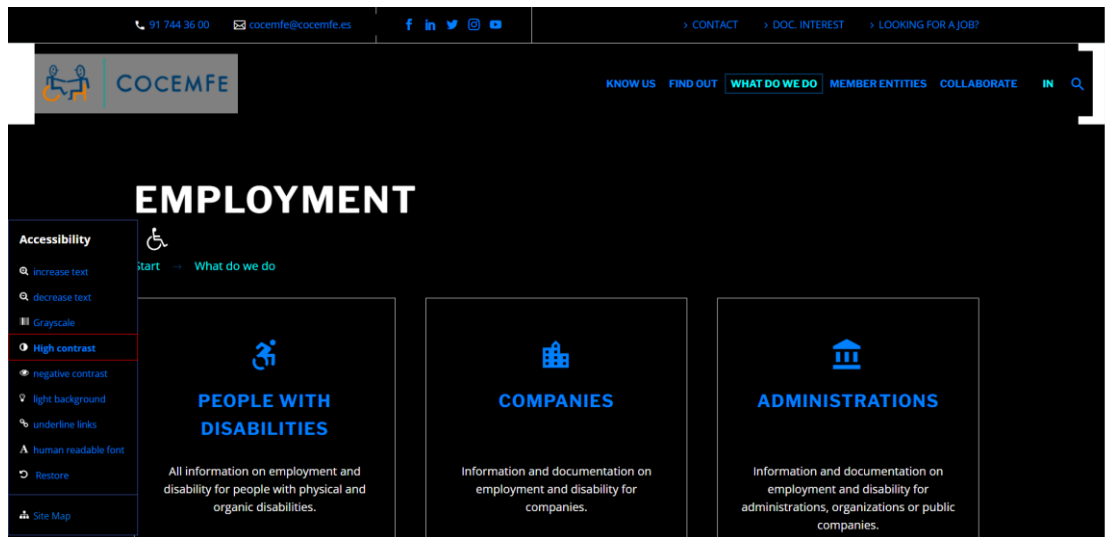 91 744 36 00 cocemfe@cocemfe.es > CONTACT > DOC. INTEREST > LOOKING FOR A JOB?
COCEMFE
KNOW US FIND OUT WHAT DO WE DO MEMBER ENTITIES COLLABORATE IN
EMPLOYMENT
Start → What do we do
Accessibility
increase text
decrease text
Grayscale
High contrast
negative contrast
light background
underline links
human readable font
Restore
Site Map
PEOPLE WITH
DISABILITIES
All information on employment and
disability for people with physical and
organic disabilities.
COMPANIES
Information and documentation on
employment and disability for
companies.
ADMINISTRATIONS
Information and documentation on
employment and disability for
administrations, organizations or public
companies.